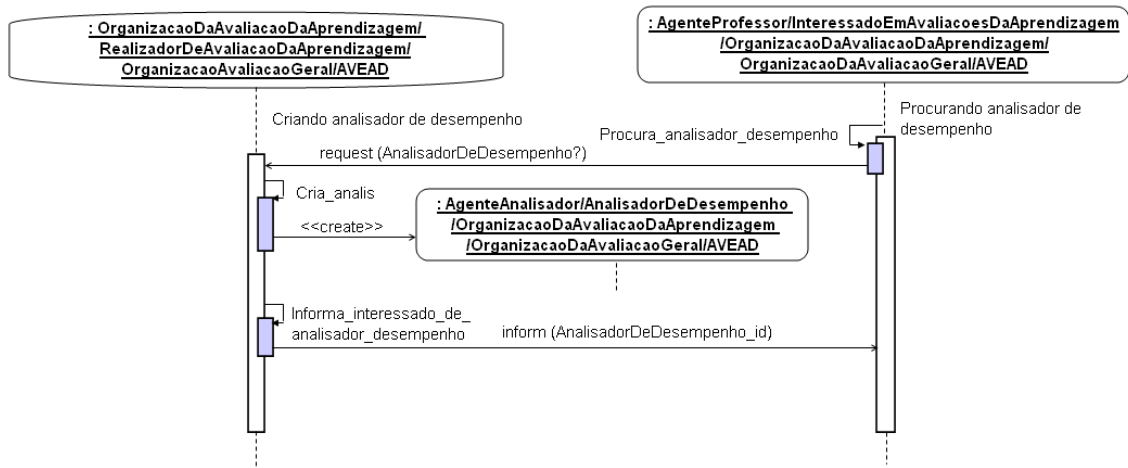 : OrganizacaoDaAvaliacaoDaAprendizagem/
RealizadorDeAvaliacaoDaAprendizagem/
OrganizacaoAvaliacaoGeral/AVEAD
: AgenteProfessor/InteressadoEmAvaliacoesDaAprendizagem
/OrganizacaoDaAvaliacaoDaAprendizagem/
OrganizacaoDaAvaliacaoGeral/AVEAD
Criando analisador de desempenho
Procurando analisador de
desempenho
Procura_analisador_desempenho
request (AnalisadorDeDesempenho?)
Cria_analis
<<create>>
: AgenteAnalisador/AnalisadorDeDesempenho
/OrganizacaoDaAvaliacaoDaAprendizagem
/OrganizacaoDaAvaliacaoGeral/AVEAD
Informa_interessado_de_
analisador_desempenho
inform (AnalisadorDeDesempenho_id)